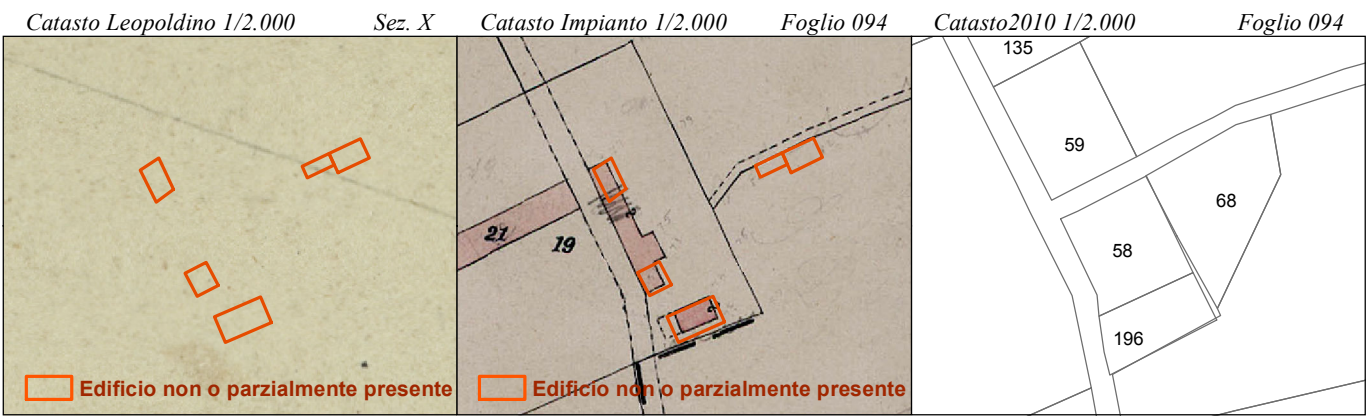 Catasto Leopoldino 1/2.000 Sez. X
Catasto Impianto 1/2.000 Foglio 094
Catasto2010 1/2.000 Foglio 094
Edificio non o parzialmente presente
21
19
Edificio non o parzialmente presente
135
59
68
58
196